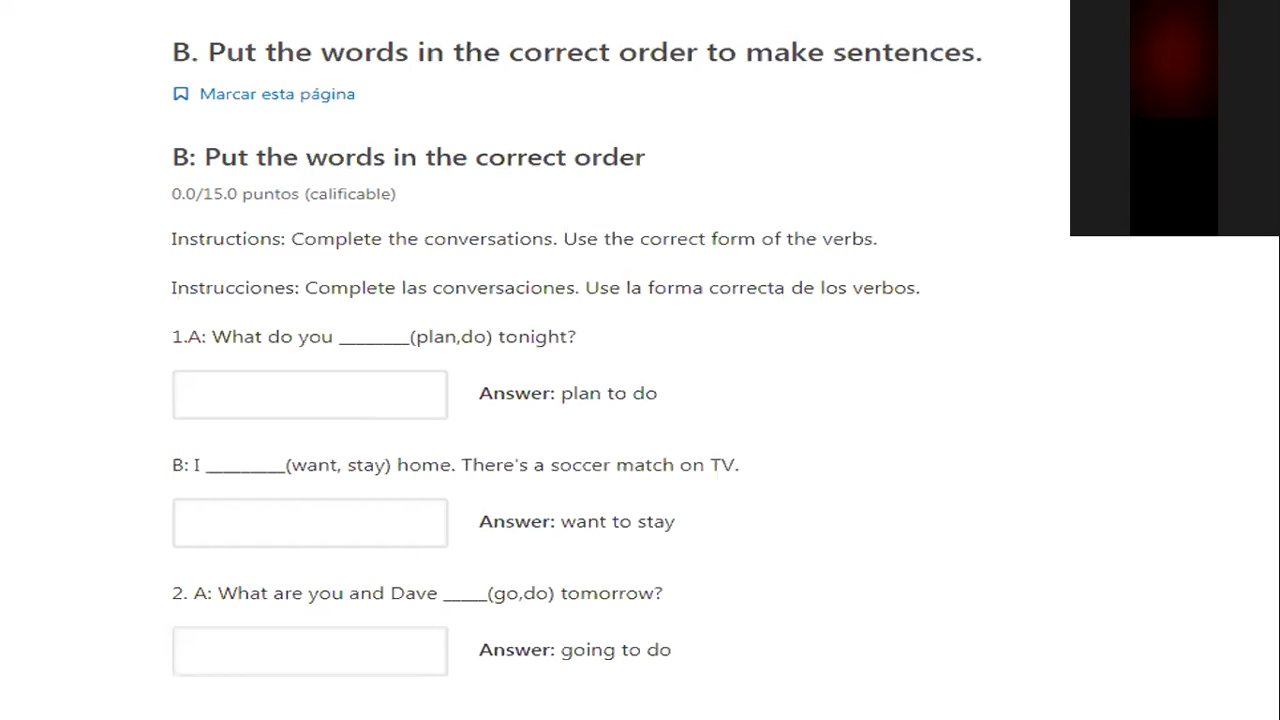 B. Put the words in the correct order to make sentences.
Marcar esta página
B: Put the words in the correct order
0.0/15.0 puntos (calificable)
Instructions: Complete the conversations. Use the correct form of the verbs.
Instrucciones: Complete las conversaciones. Use la forma correcta de los verbos.
1.A: What do you ________(plan,do) tonight?
Answer: plan to do
B: I _________(want, stay) home. There's a soccer match on TV.
Answer: want to stay
2. A: What are you and Dave _____(go,do) tomorrow?
Answer: going to do